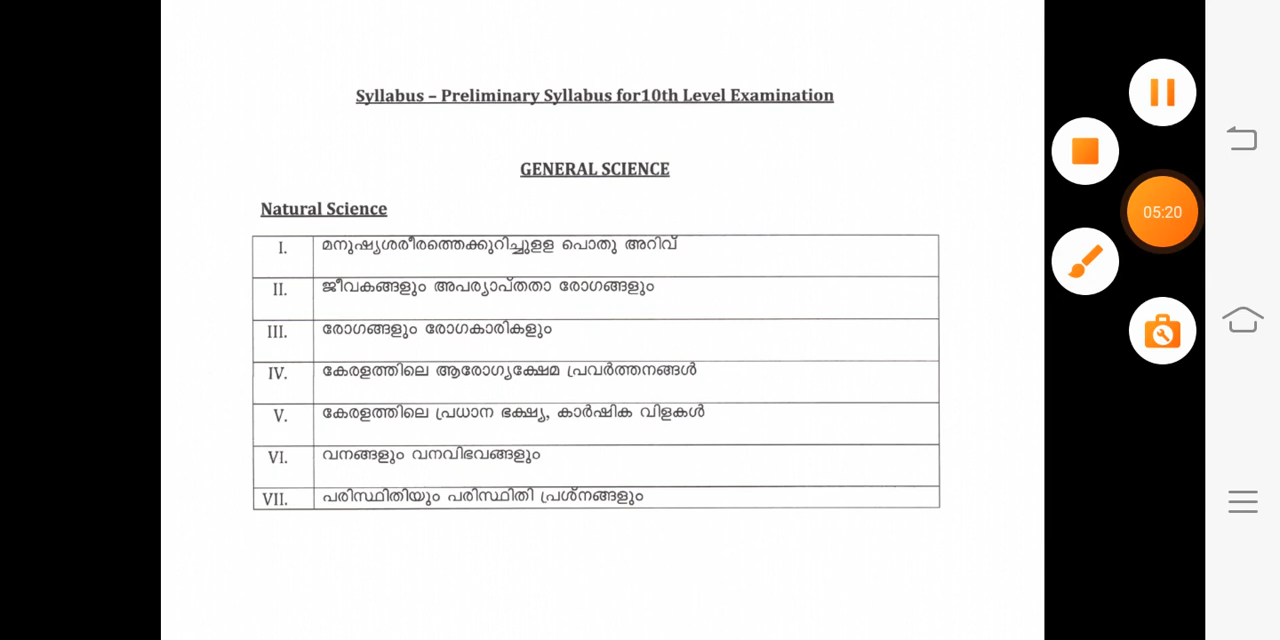 Syllabus – Preliminary Syllabus for10th Level Examination
GENERAL SCIENCE
Natural Science
I. മനുഷ്യശരീരത്തെക്കുറിച്ചുളള പൊതു അറിവ്
II. ജീവകങ്ങളും അപര്യാപ്തതാ രോഗങ്ങളും
III. രോഗങ്ങളും രോഗകാരികളും
IV. കേരളത്തിലെ ആരോഗ്യക്ഷേമ പ്രവർത്തനങ്ങൾ
V. കേരളത്തിലെ പ്രധാന ഭക്ഷ്യ, കാർഷിക വിളകൾ
VI. വനങ്ങളും വനവിഭവങ്ങളും
VII. പരിസ്ഥിതിയും പരിസ്ഥിതി പ്രശ്നങ്ങളും
05:20